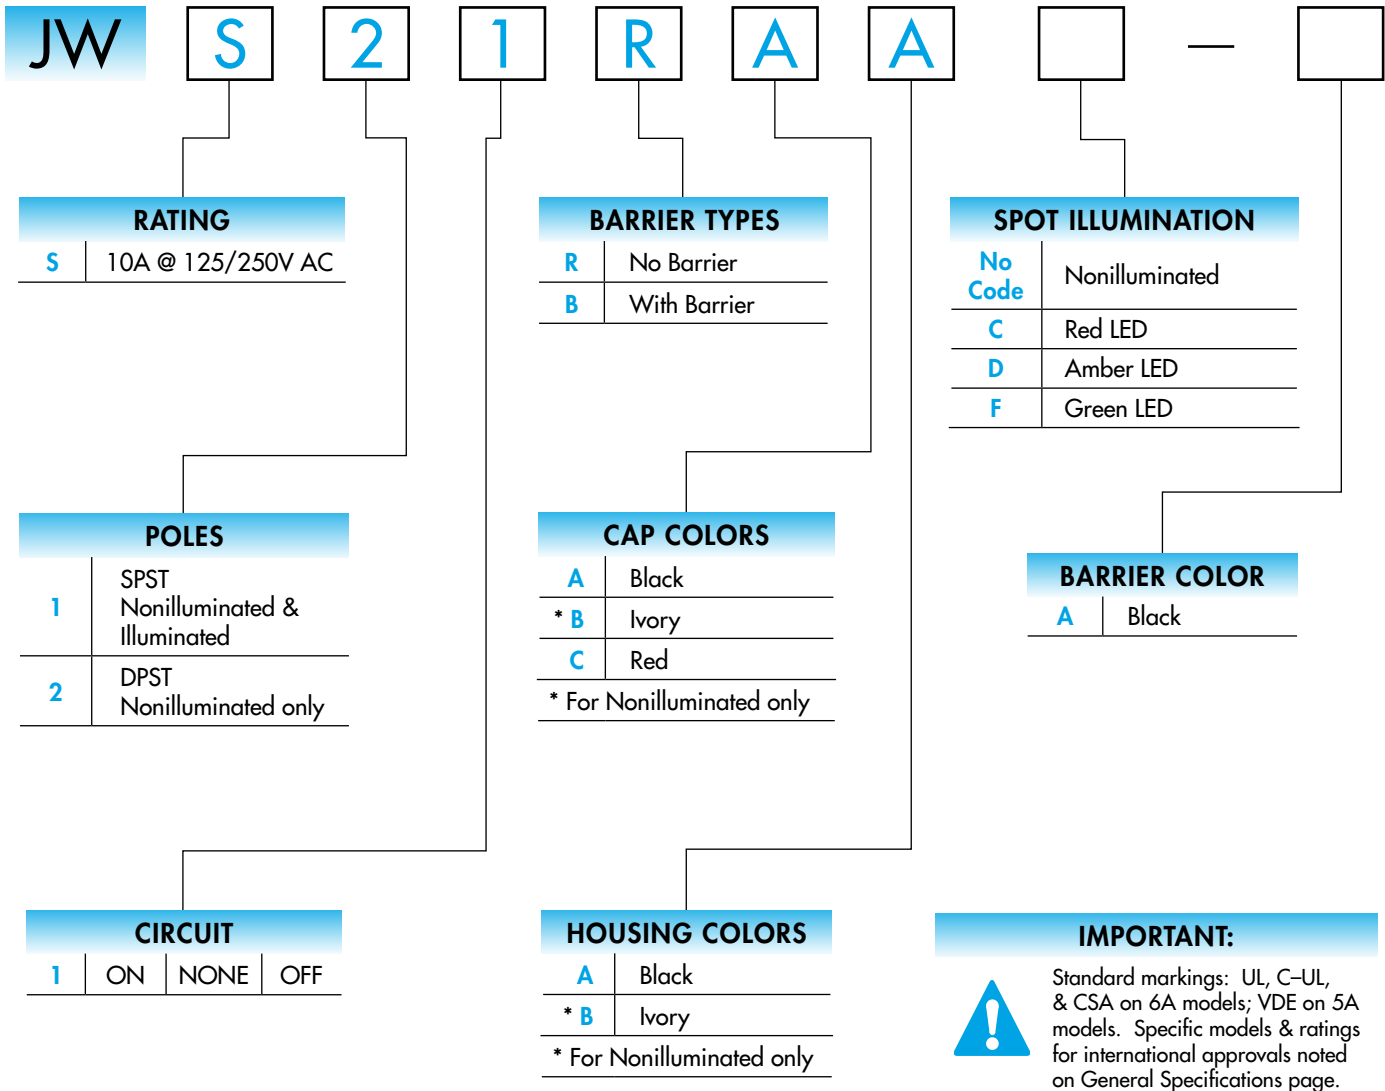 JW S 2 1 R A A —
RATING
S 10A @ 125/250V AC
BARRIER TYPES
R No Barrier
B With Barrier
SPOT ILLUMINATION
No
Code
Nonilluminated
C Red LED
D Amber LED
F Green LED
POLES
1
SPST
Nonilluminated &
Illuminated
2
DPST
Nonilluminated only
CAP COLORS
A Black
* B Ivory
C Red
* For Nonilluminated only
BARRIER COLOR
A Black
CIRCUIT
1 ON NONE OFF
HOUSING COLORS
A Black
* B Ivory
* For Nonilluminated only
IMPORTANT:
Standard markings: UL, C–UL,
& CSA on 6A models; VDE on 5A
models. Specific models & ratings
for international approvals noted
on General Specifications page.